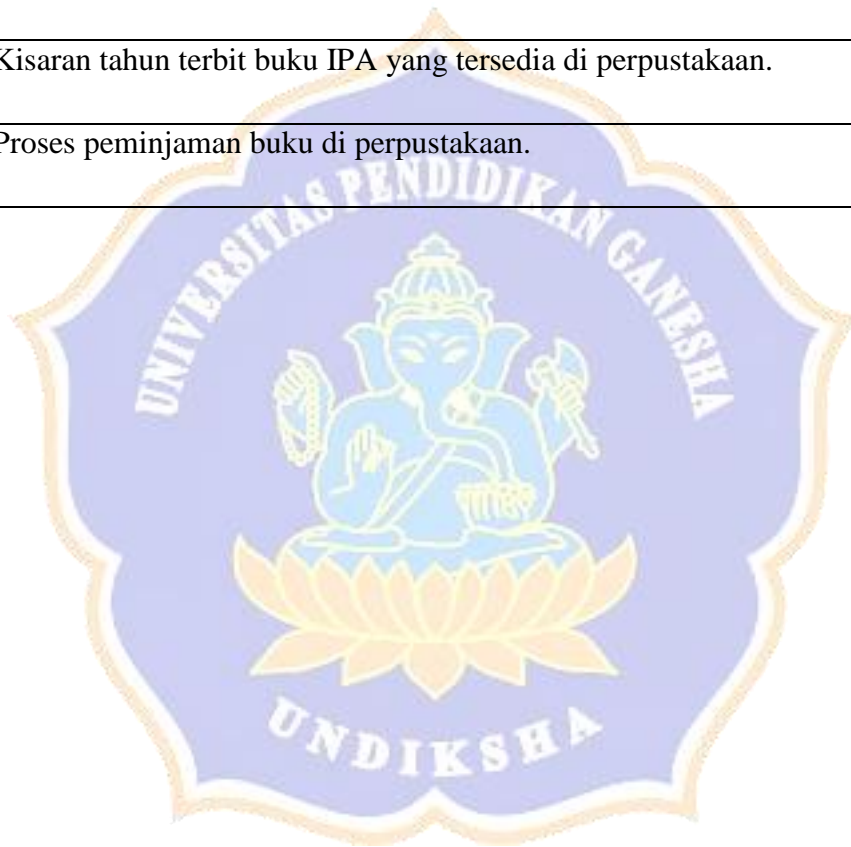 Kisaran tahun terbit buku IPA yang tersedia di perpustakaan.
Proses peminjaman buku di perpustakaan.
UNIVERSITAS PENDIDIKAN GANESHA
UNDIKSHA